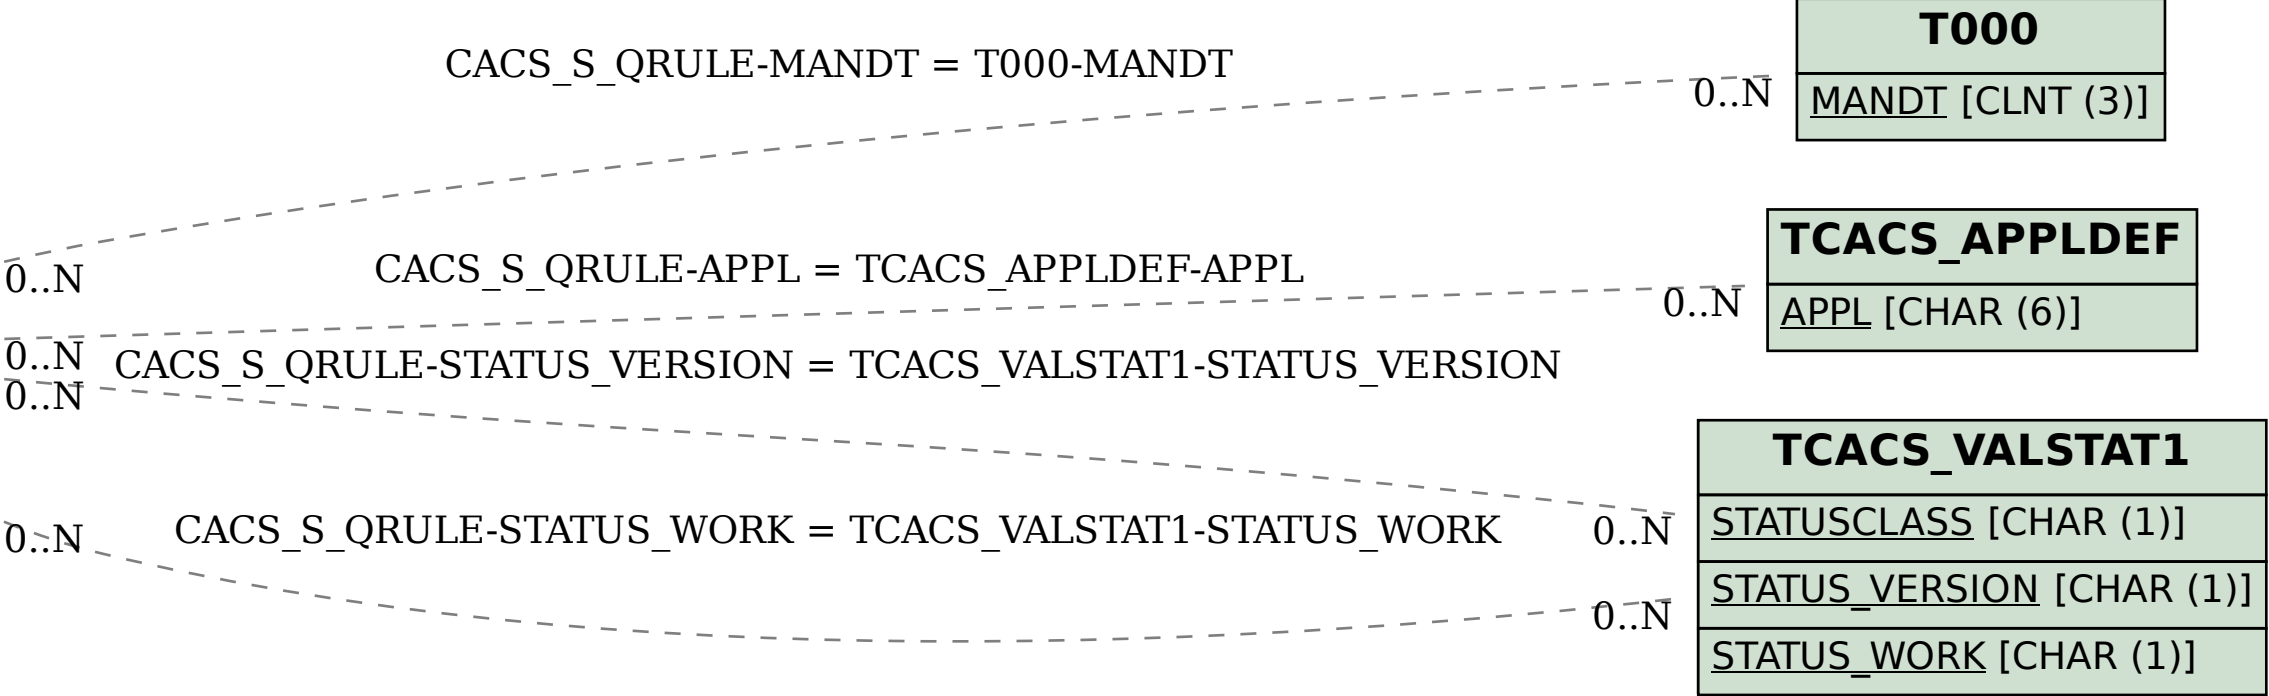 T000
CACS_S_QRULE-MANDT = T000-MANDT
0..N
MANDT [CLNT (3)]
TCACS_APPLDEF
CACS_S_QRULE-APPL = TCACS_APPLDEF-APPL
0..N
0..N
APPL [CHAR (6)]
0..N
CACS_S_QRULE-STATUS_VERSION = TCACS_VALSTAT1-STATUS_VERSION
0..N
TCACS_VALSTAT1
STATUSCLASS [CHAR (1)]
CACS_S_QRULE-STATUS_WORK = TCACS_VALSTAT1-STATUS_WORK
0..N
0..N
STATUS_VERSION [CHAR (1)]
0..N
STATUS_WORK [CHAR (1)]